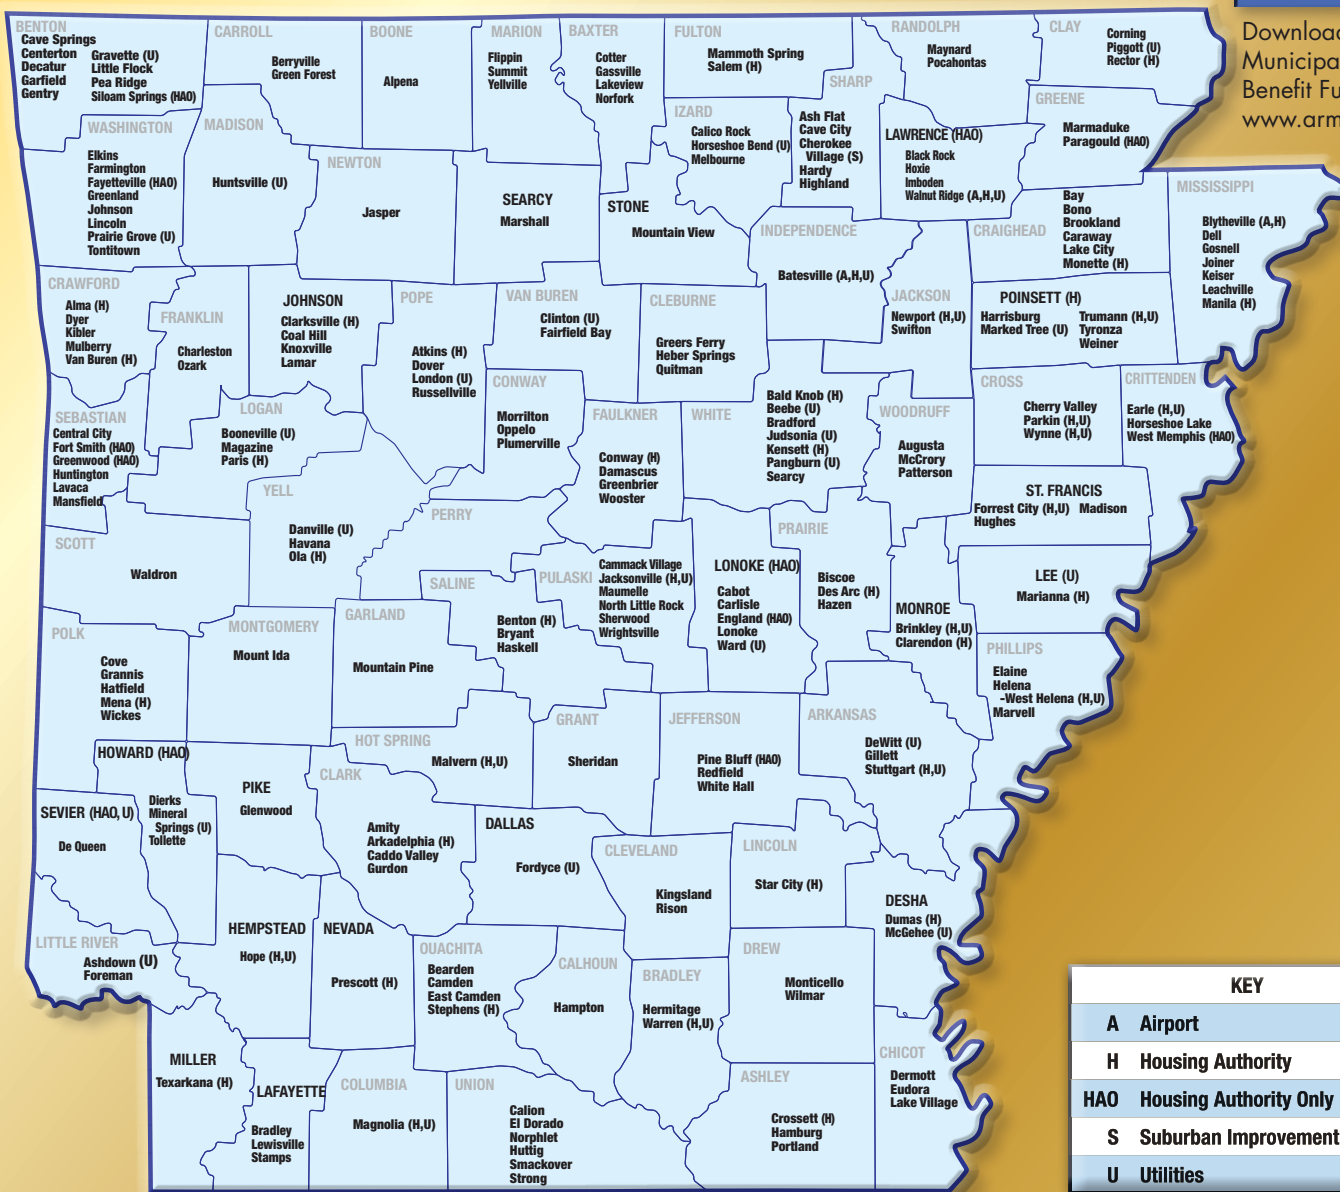 Download
Municipa
Benefit Fu
www.arm
BENTON
Cave Springs
Centerton
Decatur
Garfield
Gentry
Gravette (U)
Little Flock
Pea Ridge
Siloam Springs (HAO)
CARROLL
Berryville
Green Forest
BOONE
Alpena
MARION
Flippin
Summit
Yellville
BAXTER
Cotter
Gassville
Lakeview
Norfork
FULTON
Mammoth Spring
Salem (H)
SHARP
Ash Flat
Cave City
Cherokee
Village (S)
Hardy
Highland
RANDOLPH
Maynard
Pocahontas
CLAY
Corning
Piggott (U)
Rector (H)
GREENE
Marmaduke
Paragould (HAO)
IZARD
Calico Rock
Horseshoe Bend (U)
Melbourne
LAWRENCE (HAO)
Black Rock
Hoxie
Imboden
Walnut Ridge (A,H,U)
WASHINGTON
Elkins
Farmington
Fayetteville (HAO)
Greenland
Johnson
Lincoln
Prairie Grove (U)
Tontitown
MADISON
Huntsville (U)
NEWTON
Jasper
SEARCY
Marshall
STONE
Mountain View
INDEPENDENCE
Batesville (A,H,U)
CRAIGHEAD
Bay
Bono
Brookland
Caraway
Lake City
Monette (H)
MISSISSIPPI
Blytheville (A,H)
Dell
Gosnell
Joiner
Keiser
Leachville
Manila (H)
CRAWFORD
Alma (H)
Dyer
Kibler
Mulberry
Van Buren (H)
FRANKLIN
Charleston
Ozark
JOHNSON
Clarksville (H)
Coal Hill
Knoxville
Lamar
POPE
Atkins (H)
Dover
London (U)
Russellville
VAN BUREN
Clinton (U)
Fairfield Bay
CLEBURNE
Greers Ferry
Heber Springs
Quitman
JACKSON
Newport (H,U)
Swifton
POINSETT (H)
Harrisburg
Marked Tree (U)
Trumann (H,U)
Tyronza
Weiner
SEBASTIAN
Central City
Fort Smith (HAO)
Greenwood (HAO)
Huntington
Lavaca
Mansfield
LOGAN
Booneville (U)
Magazine
Paris (H)
CONWAY
Morrilton
Oppelo
Plumerville
FAULKNER
Conway (H)
Damascus
Greenbrier
Wooster
WHITE
Bald Knob (H)
Beebe (U)
Bradford
Judsonia (U)
Kensett (H)
Pangburn (U)
Searcy
WOODRUFF
Augusta
McCrory
Patterson
CROSS
Cherry Valley
Parkin (H,U)
Wynne (H,U)
CRITTENDEN
Earle (H,U)
Horseshoe Lake
West Memphis (HAO)
ST. FRANCIS
Forrest City (H,U) Madison
Hughes
YELL
Danville (U)
Havana
Ola (H)
PERRY
SCOTT
Waldron
SALINE
Benton (H)
Bryant
Haskell
PULASKI
Cammack Village
Jacksonville (H,U)
Maumelle
North Little Rock
Sherwood
Wrightsville
LONOKE (HAO)
Cabot
Carlisle
England (HAO)
Lonoke
Ward (U)
PRAIRIE
Biscoe
Des Arc (H)
Hazen
MONROE
Brinkley (H,U)
Clarendon (H)
LEE (U)
Marianna (H)
PHILLIPS
Elaine
Helena
-West Helena (H,U)
Marvell
POLK
Cove
Grannis
Hatfield
Mena (H)
Wickes
MONTGOMERY
Mount Ida
GARLAND
Mountain Pine
HOT SPRING
Malvern (H,U)
GRANT
Sheridan
JEFFERSON
Pine Bluff (HAO)
Redfield
White Hall
ARKANSAS
DeWitt (U)
Gillett
Stuttgart (H,U)
HOWARD (HAO)
Dierks
Mineral
Springs (U)
Tollette
SEVIER (HAO, U)
De Queen
PIKE
Glenwood
CLARK
Amity
Arkadelphia (H)
Caddo Valley
Gurdon
DALLAS
Fordyce (U)
CLEVELAND
Kingsland
Rison
LINCOLN
Star City (H)
DESHA
Dumas (H)
McGehee (U)
LITTLE RIVER
Ashdown (U)
Foreman
HEMPSTEAD
Hope (H,U)
NEVADA
Prescott (H)
OUACHITA
Bearden
Camden
East Camden
Stephens (H)
CALHOUN
Hampton
BRADLEY
Hermitage
Warren (H,U)
DREW
Monticello
Wilmar
MILLER
Texarkana (H)
LAFAYETTE
Bradley
Lewisville
Stamps
COLUMBIA
Magnolia (H,U)
UNION
Calion
El Dorado
Norphlet
Huttig
Smackover
Strong
ASHLEY
Crossett (H)
Hamburg
Portland
CHICOT
Dermott
Eudora
Lake Village
KEY
A Airport
H Housing Authority
HAO Housing Authority Only
S Suburban Improvement
U Utilities